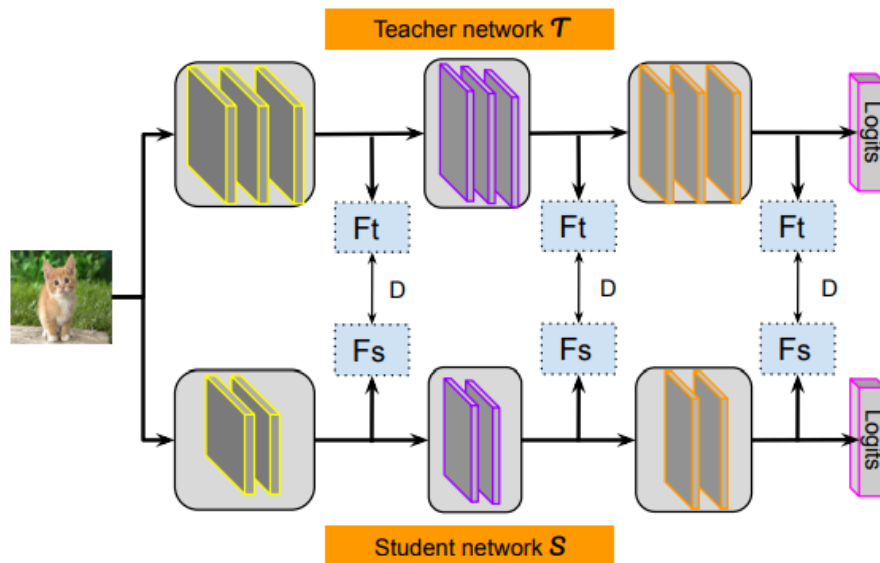 Teacher network 𝒯
Logits
Ft
Ft
Ft
D
D
D
Fs
Fs
Fs
Logits
Student network 𝒮